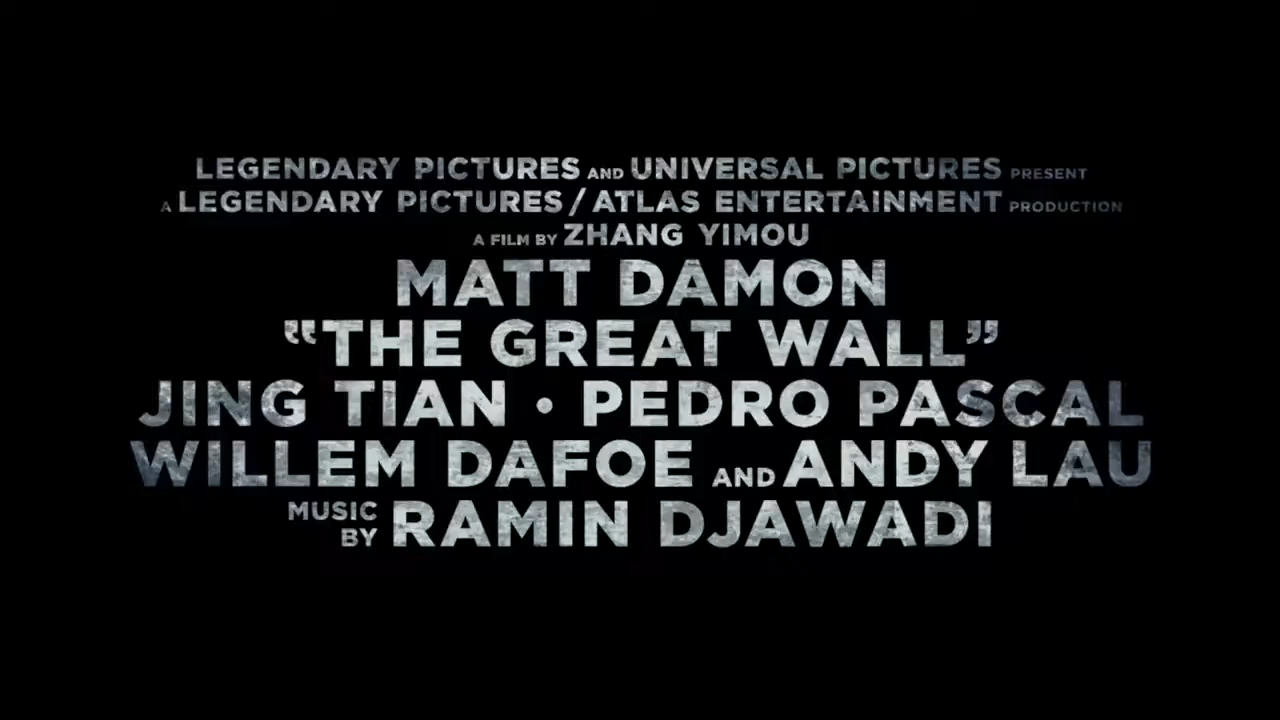 LEGENDARY PICTURES AND UNIVERSAL PICTURES PRESENT
A LEGENDARY PICTURES / ATLAS ENTERTAINMENT PRODUCTION
A FILM BY ZHANG YIMOU
MATT DAMON
“THE GREAT WALL”
JING TIAN • PEDRO PASCAL
WILLEM DAFOE AND ANDY LAU
MUSIC BY RAMIN DJAWADI